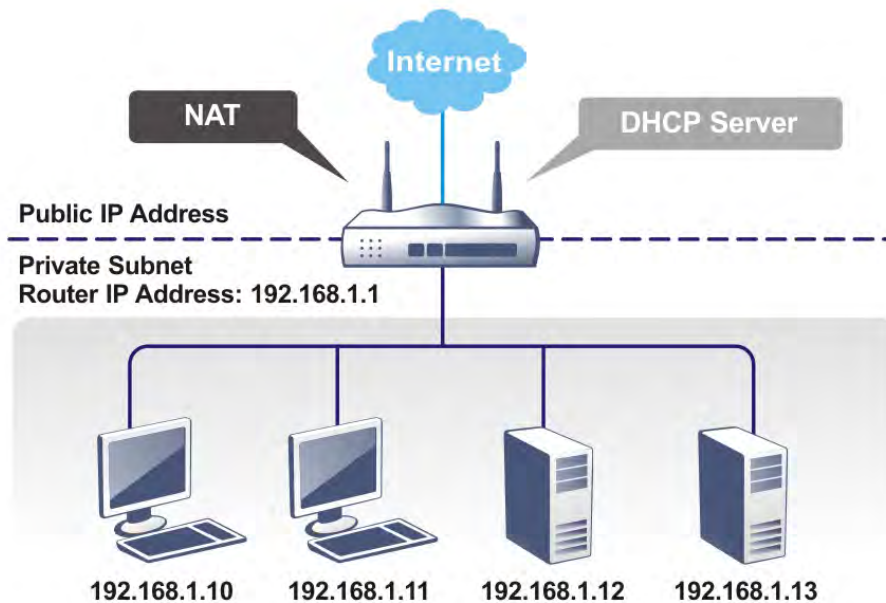 Internet
NAT
DHCP Server
Public IP Address
Private Subnet
Router IP Address: 192.168.1.1
192.168.1.10
192.168.1.11
192.168.1.12
192.168.1.13